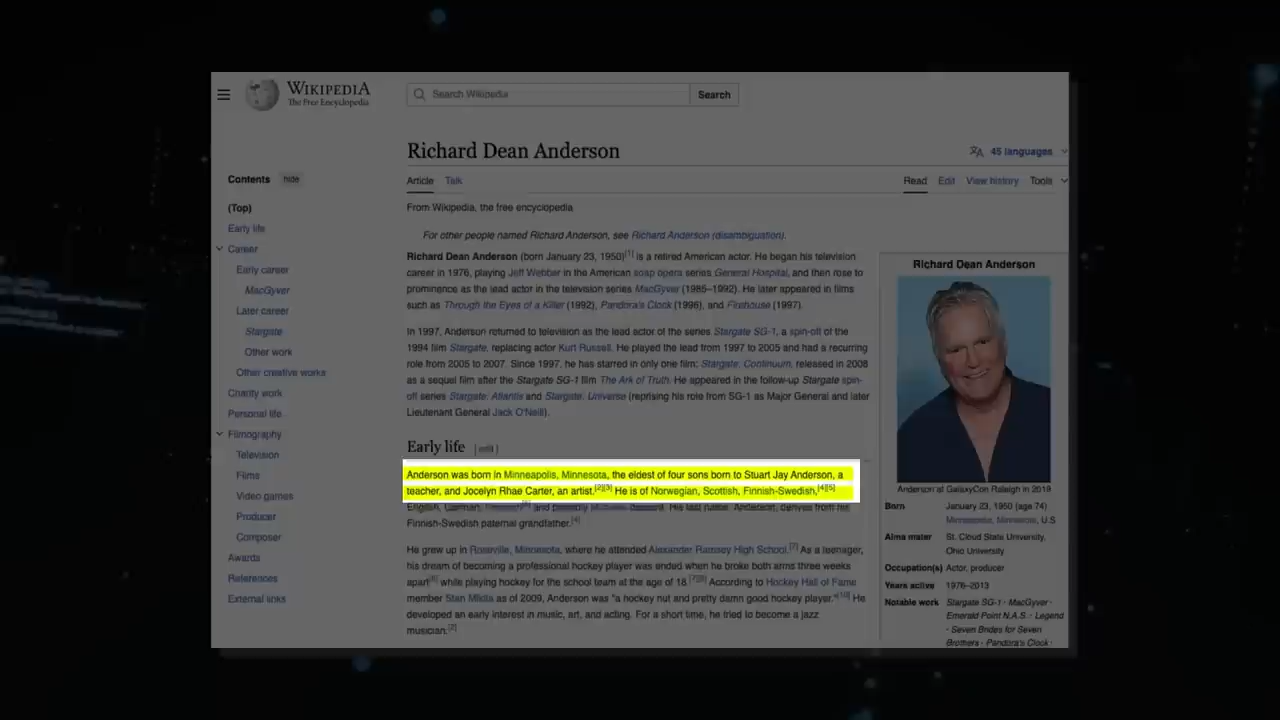 WIKIPEDIA
The Free Encyclopedia
Search Wikipedia
Search
Richard Dean Anderson
45 languages
Article
Talk
Read
Edit
View history
Tools
Contents
hide
(Top)
Early life
Career
Early career
MacGyver
Later career
Stargate
Other work
Other creative works
Charity work
Personal life
Filmography
Television
Films
Video games
Producer
Composer
Awards
References
External links
From Wikipedia, the free encyclopedia
For other people named Richard Anderson, see Richard Anderson (disambiguation).
Richard Dean Anderson (born January 23, 1950)[1] is a retired American actor. He began his television
career in 1976, playing Jeff Webber in the American soap opera series General Hospital, and then rose to
prominence as the lead actor in the television series MacGyver (1985–1992). He later appeared in films
such as Through the Eyes of a Killer (1992), Pandora's Clock (1996), and Firehouse (1997).
In 1997, Anderson returned to television as the lead actor of the series Stargate SG-1, a spin-off of the
1994 film Stargate, replacing actor Kurt Russell. He played the lead from 1997 to 2005 and had a recurring
role from 2005 to 2007. Since 1997, he has starred in only one film: Stargate: Continuum, released in 2008
as a sequel film after the Stargate SG-1 film The Ark of Truth. He appeared in the follow-up Stargate spin-
off series Stargate: Atlantis and Stargate: Universe (reprising his role from SG-1 as Major General and later
Lieutenant General Jack O'Neill).
Early life [ edit ]
Anderson was born in Minneapolis, Minnesota, the eldest of four sons born to Stuart Jay Anderson, a
teacher, and Jocelyn Rhae Carter, an artist.[2][3] He is of Norwegian, Scottish, Finnish-Swedish,[4][5]
English, German, and His last name, Anderson, derives from his
Finnish-Swedish paternal grandfather.[4]
He grew up in Roseville, Minnesota, where he attended Alexander Ramsey High School.[7] As a teenager,
his dream of becoming a professional hockey player was ended when he broke both arms three weeks
apart while playing hockey for the school team at the age of 18. According to Hockey Hall of Fame
member Stan Mikita as of 2009, Anderson was "a hockey nut and pretty damn good hockey player." He
developed an early interest in music, art, and acting. For a short time, he tried to become a jazz
musician.[2]
Richard Dean Anderson
Anderson at GalaxyCon Raleigh in 2019
Born January 23, 1950 (age 74)
Minneapolis, Minnesota, U.S
Alma mater St. Cloud State University,
Ohio University
Occupation(s) Actor, producer
Years active 1976–2013
Notable work Stargate SG-1 · MacGyver ·
Emerald Point N.A.S. · Legend
· Seven Brides for Seven
Brothers · Pandora's Clock ·